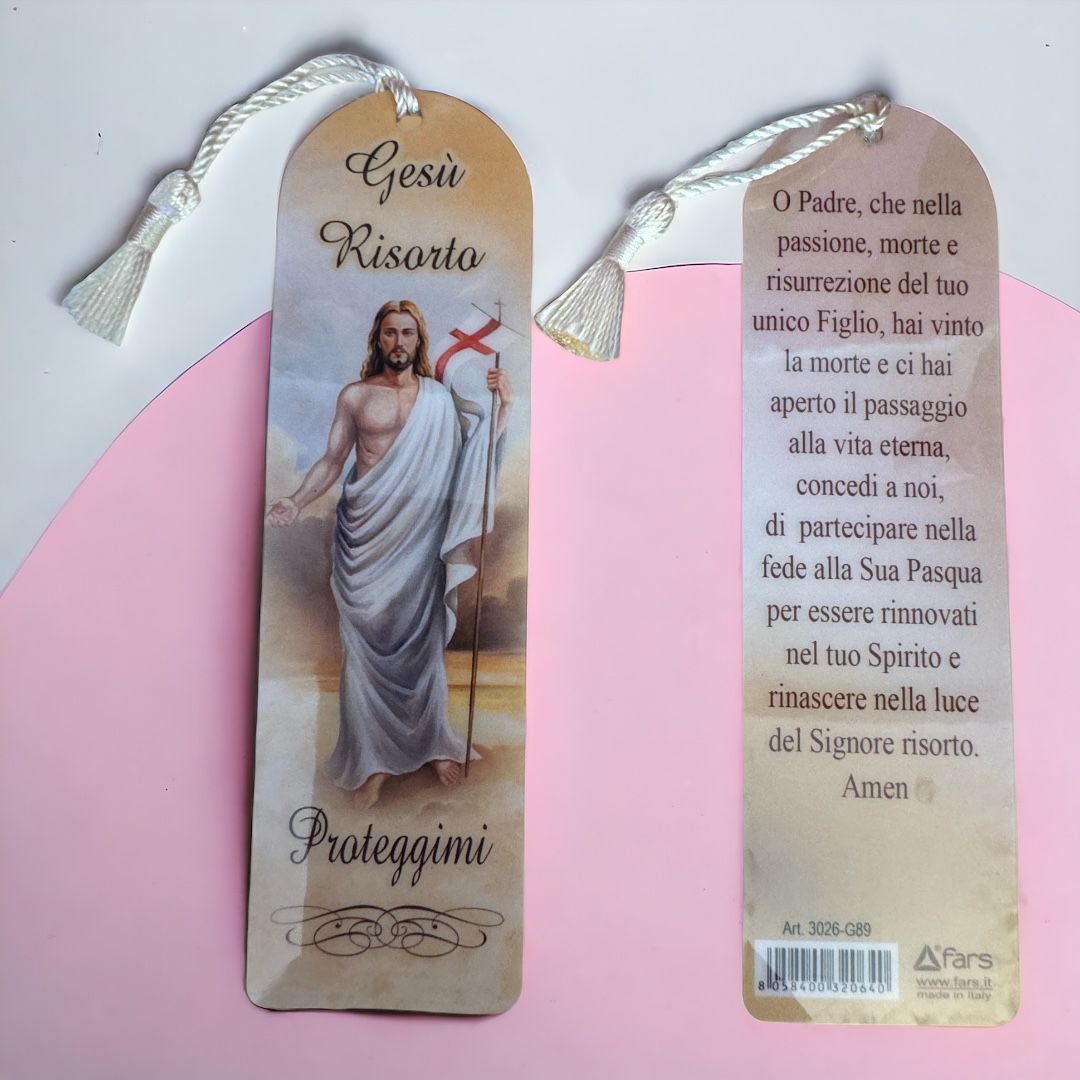 Gesù
Risorto
Proteggimi
O Padre, che nella
passione, morte e
risurrezione del tuo
unico Figlio, hai vinto
la morte e ci hai
aperto il passaggio
alla vita eterna,
concedi a noi,
di partecipare nella
fede alla Sua Pasqua
per essere rinnovati
nel tuo Spirito e
rinascere nella luce
del Signore risorto.
Amen
Art. 3026-G89
8 058400 320640
fars
www.fars.it
made in Italy